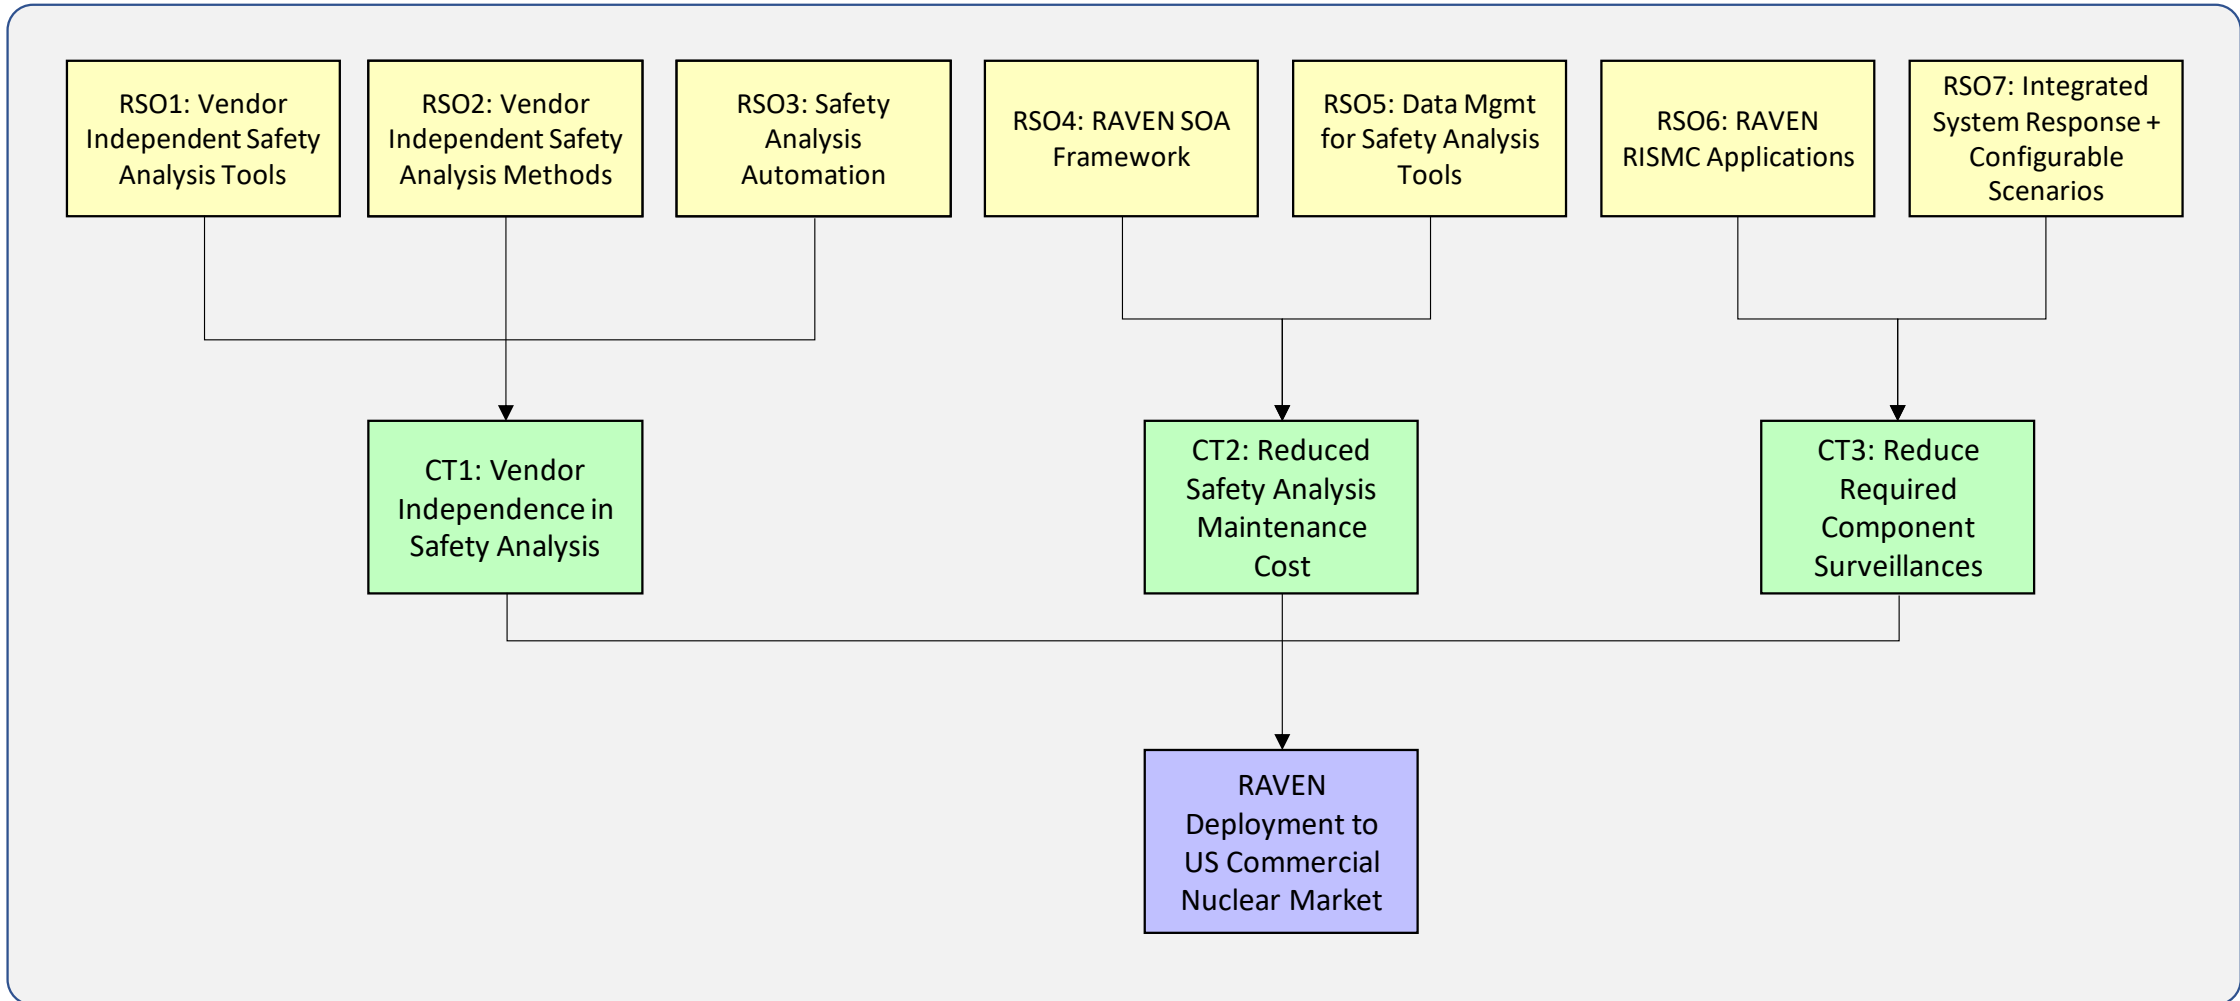 RSO1: Vendor
Independent Safety
Analysis Tools
RSO2: Vendor
Independent Safety
Analysis Methods
RSO3: Safety
Analysis
Automation
RSO4: RAVEN SOA
Framework
RSO5: Data Mgmt
for Safety Analysis
Tools
RSO6: RAVEN
RISMC Applications
RSO7: Integrated
System Response +
Configurable
Scenarios
CT1: Vendor
Independence in
Safety Analysis
CT2: Reduced
Safety Analysis
Maintenance
Cost
CT3: Reduce
Required
Component
Surveillances
RAVEN
Deployment to
US Commercial
Nuclear Market